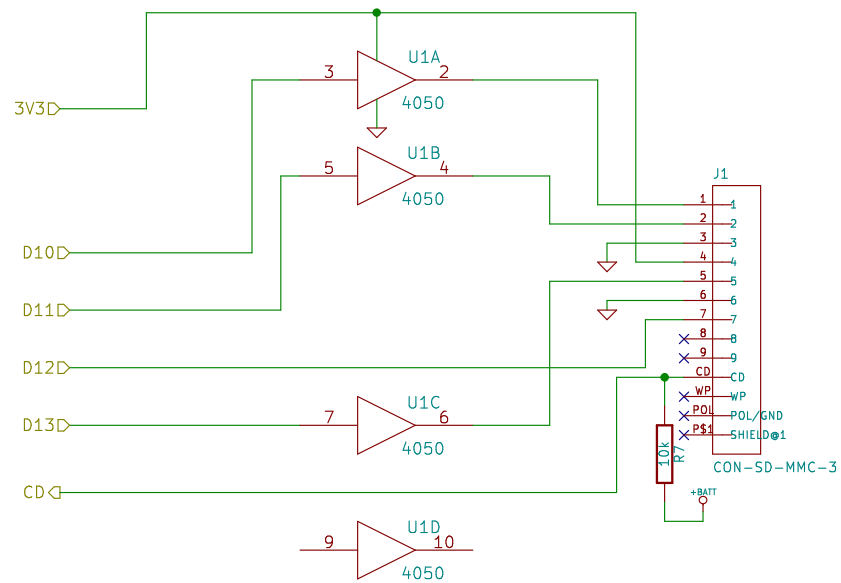 U1A
3 2
3V3
4050
U1B
5 4
J1
4050
1 1
2 2
3 3
D10
4 4
5 5
6 6
D11
7 7
8 8
9 9
D12
CD CD
WP WP
U1C
POL POL/GND
7 6
D13
P$1 SHIELD@1
4050
10k
R7
CON-SD-MMC-3
CD
+BATT
U1D
9 10
4050